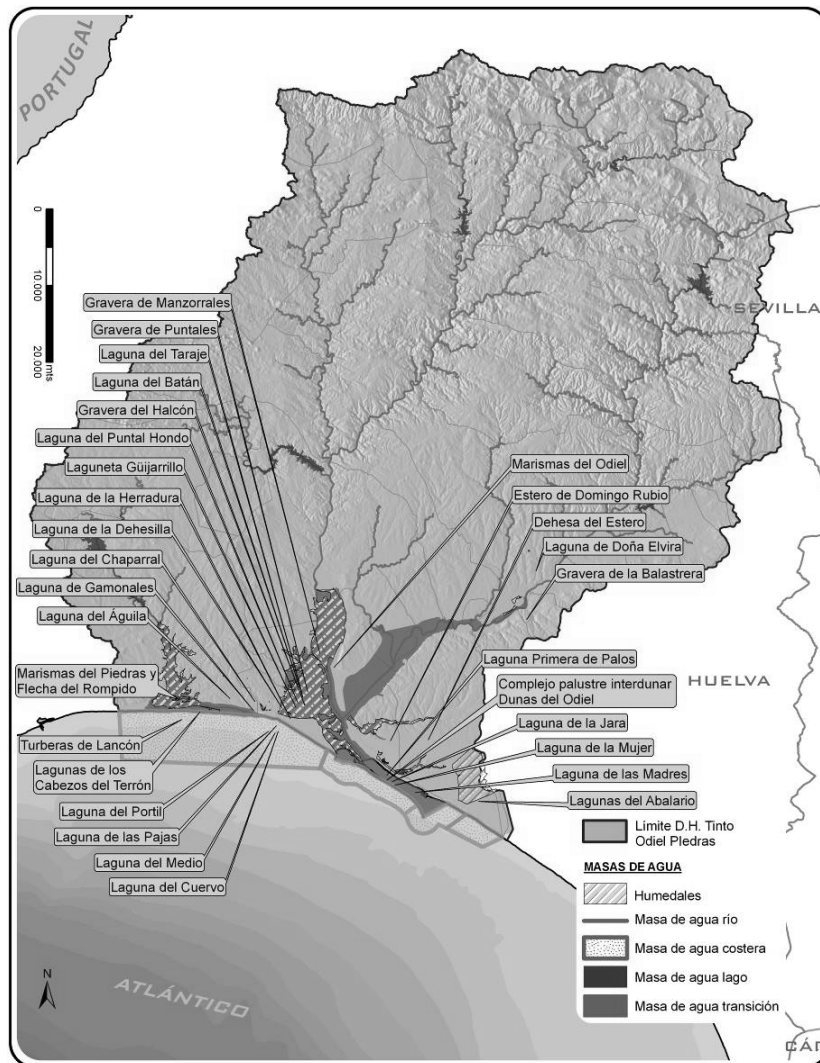 PORTUGAL
0
10.000
20.000
mts
SEVILLA
Gravera de Manzorrales
Gravera de Puntales
Laguna del Taraje
Laguna del Batán
Gravera del Halcón
Laguna del Puntal Hondo
Laguneta Güijarrillo
Laguna de la Herradura
Laguna de la Dehesilla
Laguna del Chaparral
Laguna de Gamonales
Laguna del Águila
Marismas del Piedras y
Flecha del Rompido
Turberas de Lancón
Lagunas de los
Cabezos del Terrón
Laguna del Portil
Laguna de las Pajas
Laguna del Medio
Laguna del Cuervo
Marismas del Odiel
Estero de Domingo Rubio
Dehesa del Estero
Laguna de Doña Elvira
Gravera de la Balastrera
Laguna Primera de Palos
Complejo palustre interdunar
Dunas del Odiel
Laguna de la Jara
Laguna de la Mujer
Laguna de las Madres
Lagunas del Abalario
HUELVA
Limite D.H. Tinto
Odiel PIedras
MASAS DE AGUA
Humedales
Masa de agua río
Masa de agua costera
Masa de agua lago
Masa de agua transición
N
ATLÁNTICO
CÁD